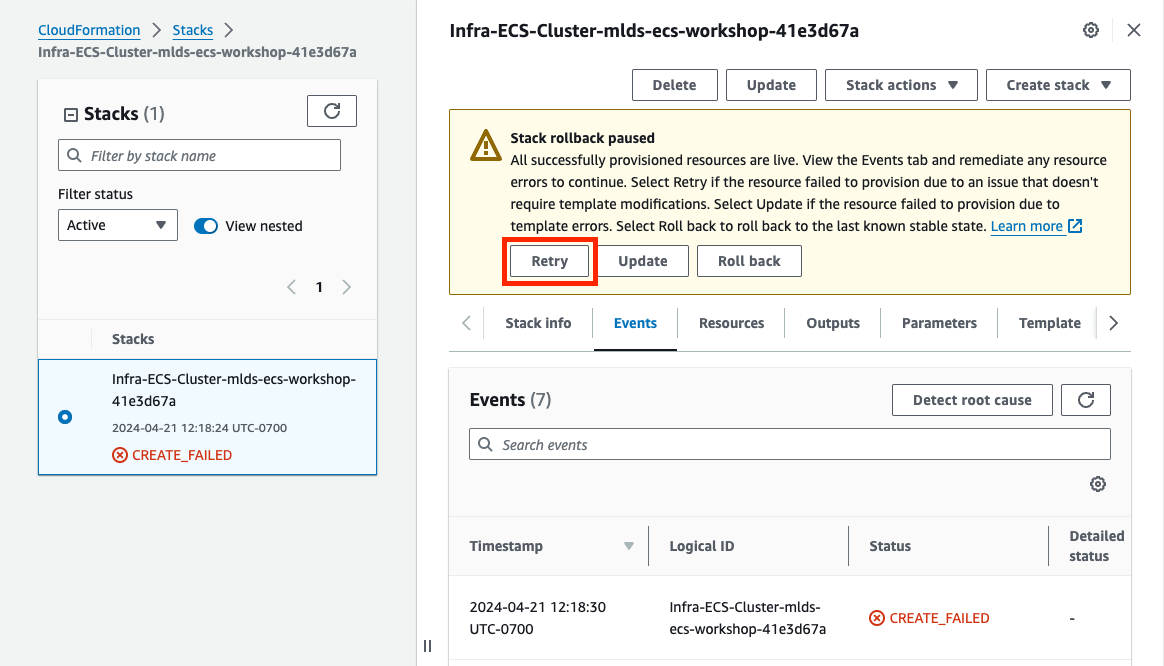 CloudFormation > Stacks >
Infra-ECS-Cluster-mlds-ecs-workshop-41e3d67a
Stacks (1)
Filter by stack name
Filter status
Active
View nested
1
Stacks
Infra-ECS-Cluster-mlds-ecs-workshop-
41e3d67a
2024-04-21 12:18:24 UTC-0700
CREATE_FAILED
Infra-ECS-Cluster-mlds-ecs-workshop-41e3d67a
Delete Update Stack actions Create stack
Stack rollback paused
All successfully provisioned resources are live. View the Events tab and remediate any resource
errors to continue. Select Retry if the resource failed to provision due to an issue that doesn't
require template modifications. Select Update if the resource failed to provision due to
template errors. Select Roll back to roll back to the last known stable state. Learn more
Retry Update Roll back
Stack info Events Resources Outputs Parameters Template
Events (7)
Detect root cause
Search events
Timestamp Logical ID Status Detailed
status
2024-04-21 12:18:30 Infra-ECS-Cluster-mlds- CREATE_FAILED -
UTC-0700 ecs-workshop-41e3d67a